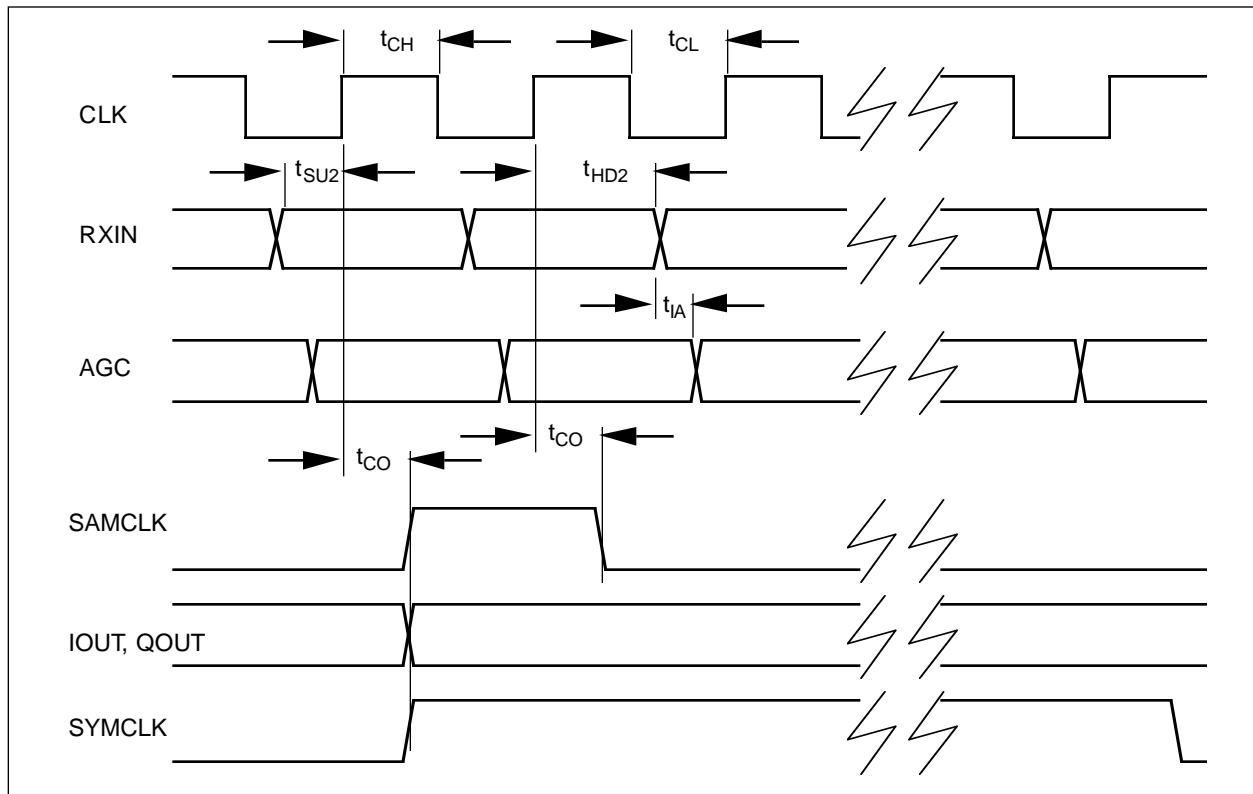 tCH
tCL
CLK
tSU2
tHD2
RXIN
tIA
AGC
tCO
tCO
SAMCLK
IOUT, QOUT
SYMCLK